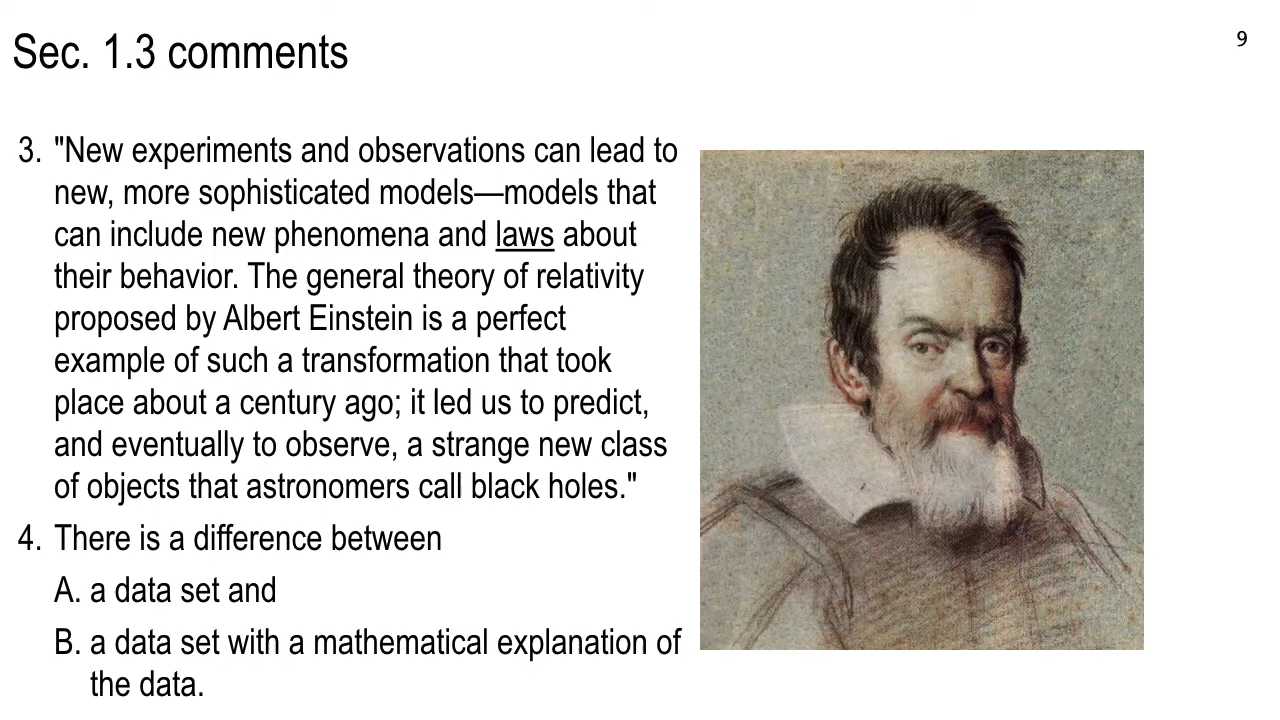 Sec. 1.3 comments
9
3. "New experiments and observations can lead to
new, more sophisticated models—models that
can include new phenomena and laws about
their behavior. The general theory of relativity
proposed by Albert Einstein is a perfect
example of such a transformation that took
place about a century ago; it led us to predict,
and eventually to observe, a strange new class
of objects that astronomers call black holes."
4. There is a difference between
A. a data set and
B. a data set with a mathematical explanation of
the data.